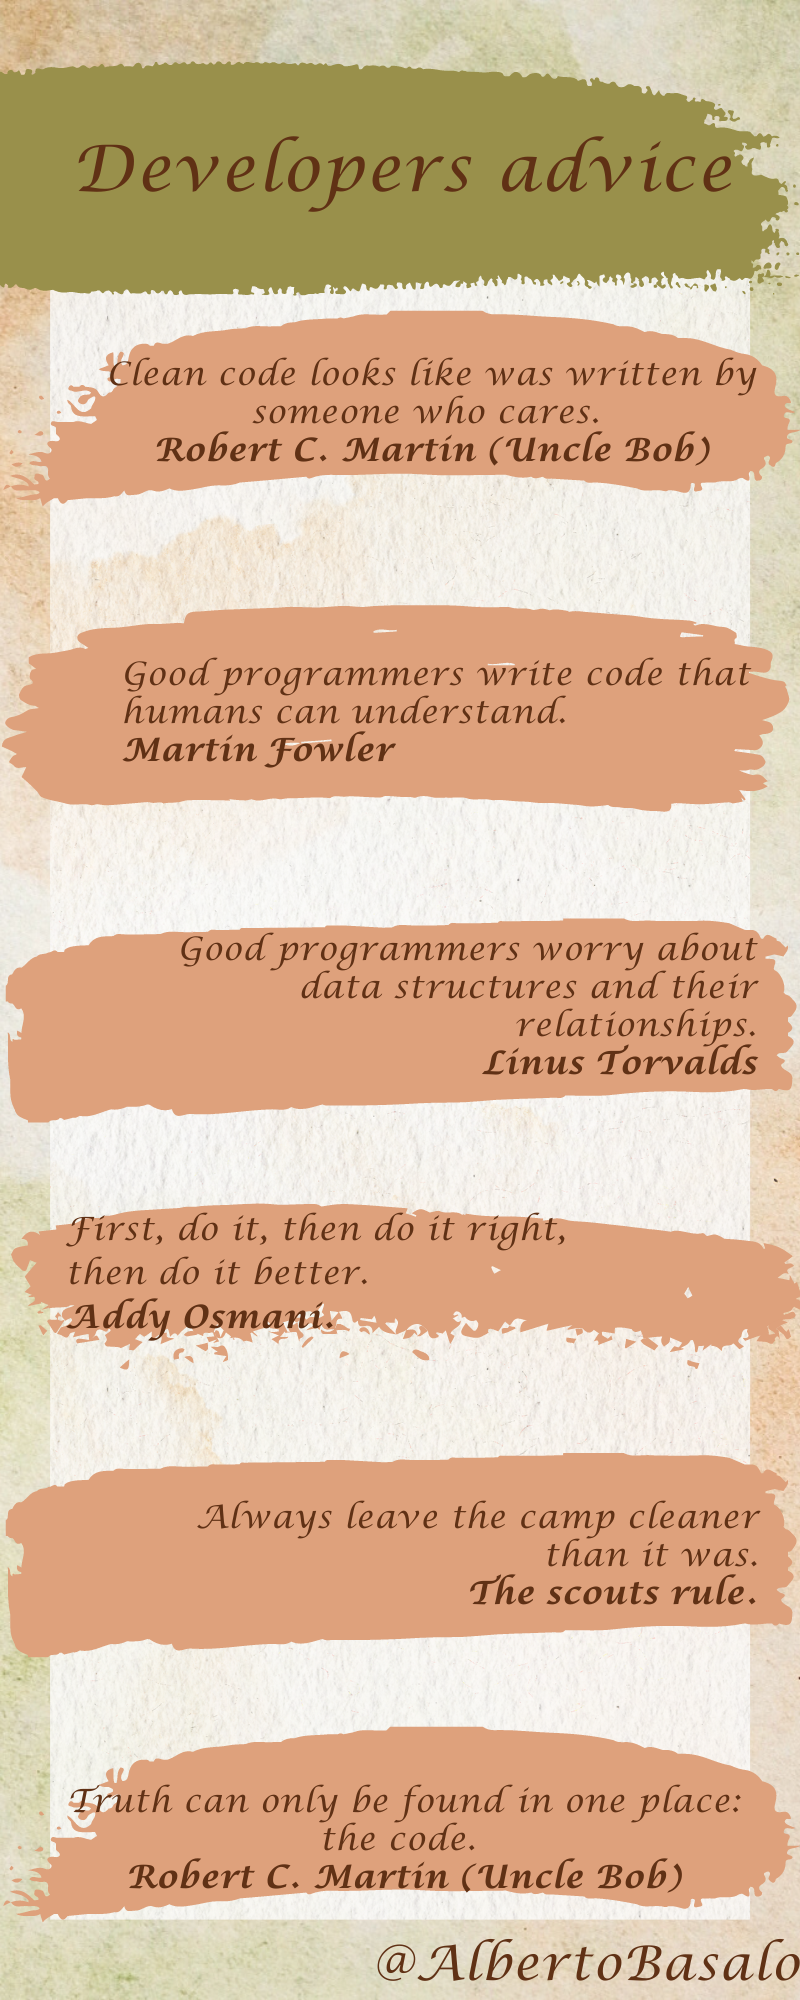 Developers advice
Clean code looks like was written by
someone who cares.
Robert C. Martin (Uncle Bob)
Good programmers write code that
humans can understand.
Martin Fowler
Good programmers worry about
data structures and their
relationships.
Linus Torvalds
First, do it, then do it right,
then do it better.
Addy Osmani.
Always leave the camp cleaner
than it was.
The scouts rule.
Truth can only be found in one place:
the code.
Robert C. Martin (Uncle Bob)
@AlbertoBasalo